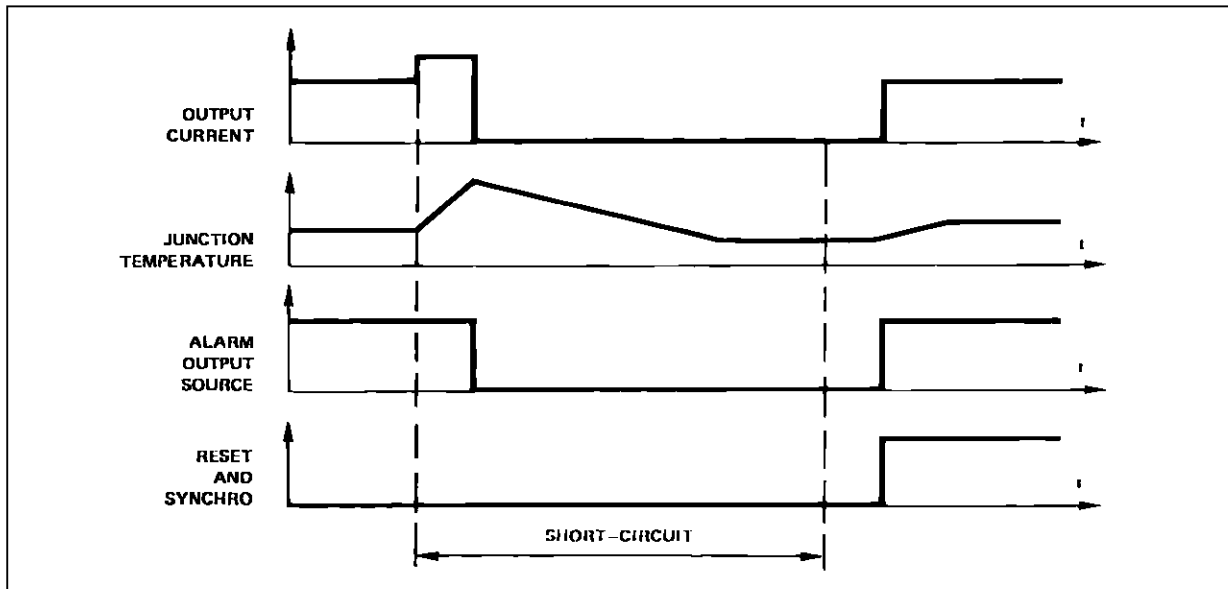 OUTPUT
CURRENT
t
JUNCTION
TEMPERATURE
t
ALARM
OUTPUT
SOURCE
t
RESET
AND
SYNCHRO
t
SHORT-CIRCUIT